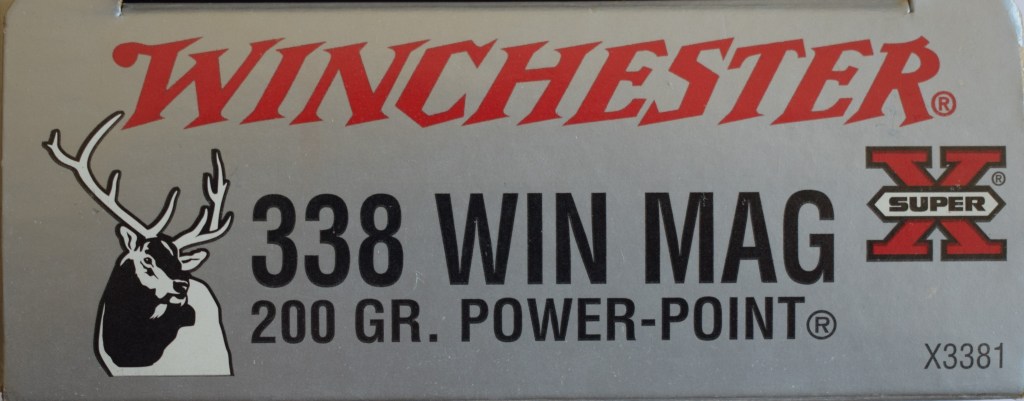 WINCHESTER®
SUPER X®
338 WIN MAG
200 GR. POWER-POINT®
X3381